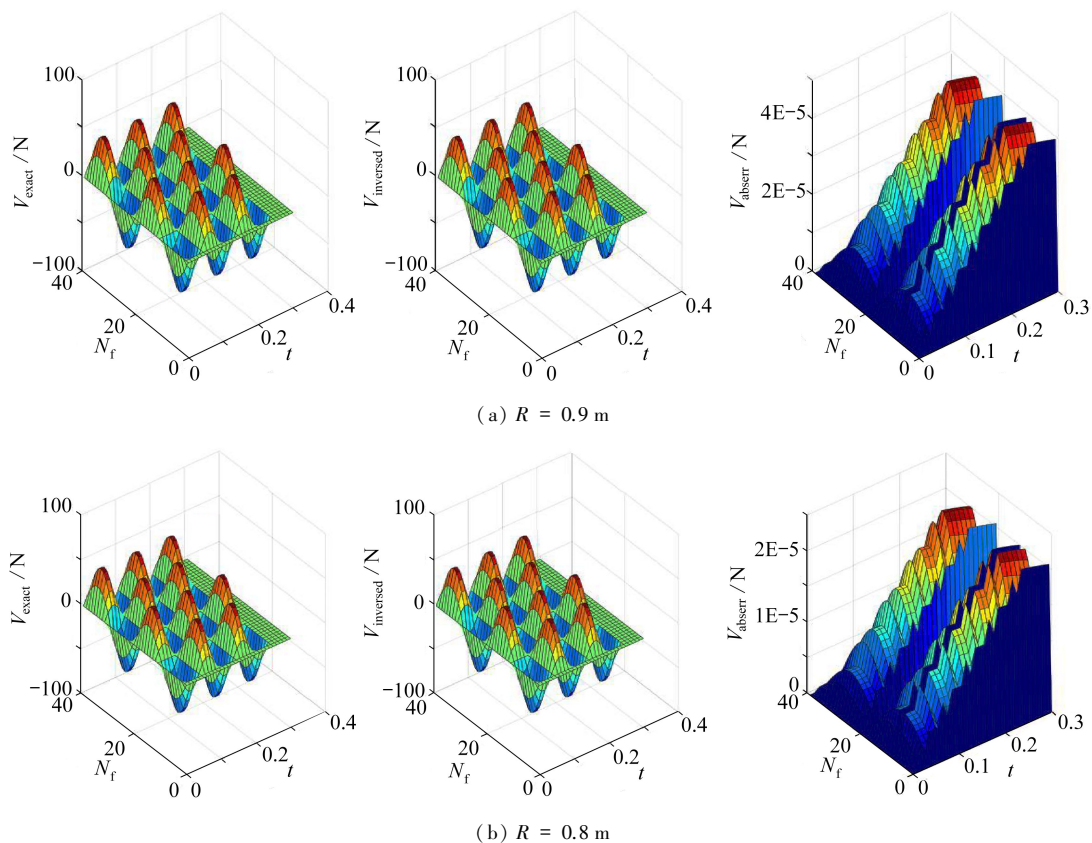 100
0
−100
V_exact / N
40
20
0
N_f
0
0.2
0.4
t
100
0
−100
V_inversed / N
40
20
0
N_f
0
0.2
0.4
t
4E-5
2E-5
0
V_abserr / N
40
20
0
N_f
0
0.1
0.2
0.3
t
(a) R = 0.9 m
100
0
−100
V_exact / N
40
20
0
N_f
0
0.2
0.4
t
100
0
−100
V_inversed / N
40
20
0
N_f
0
0.2
0.4
t
2E-5
1E-5
0
V_abserr / N
40
20
0
N_f
0
0.1
0.2
0.3
t
(b) R = 0.8 m